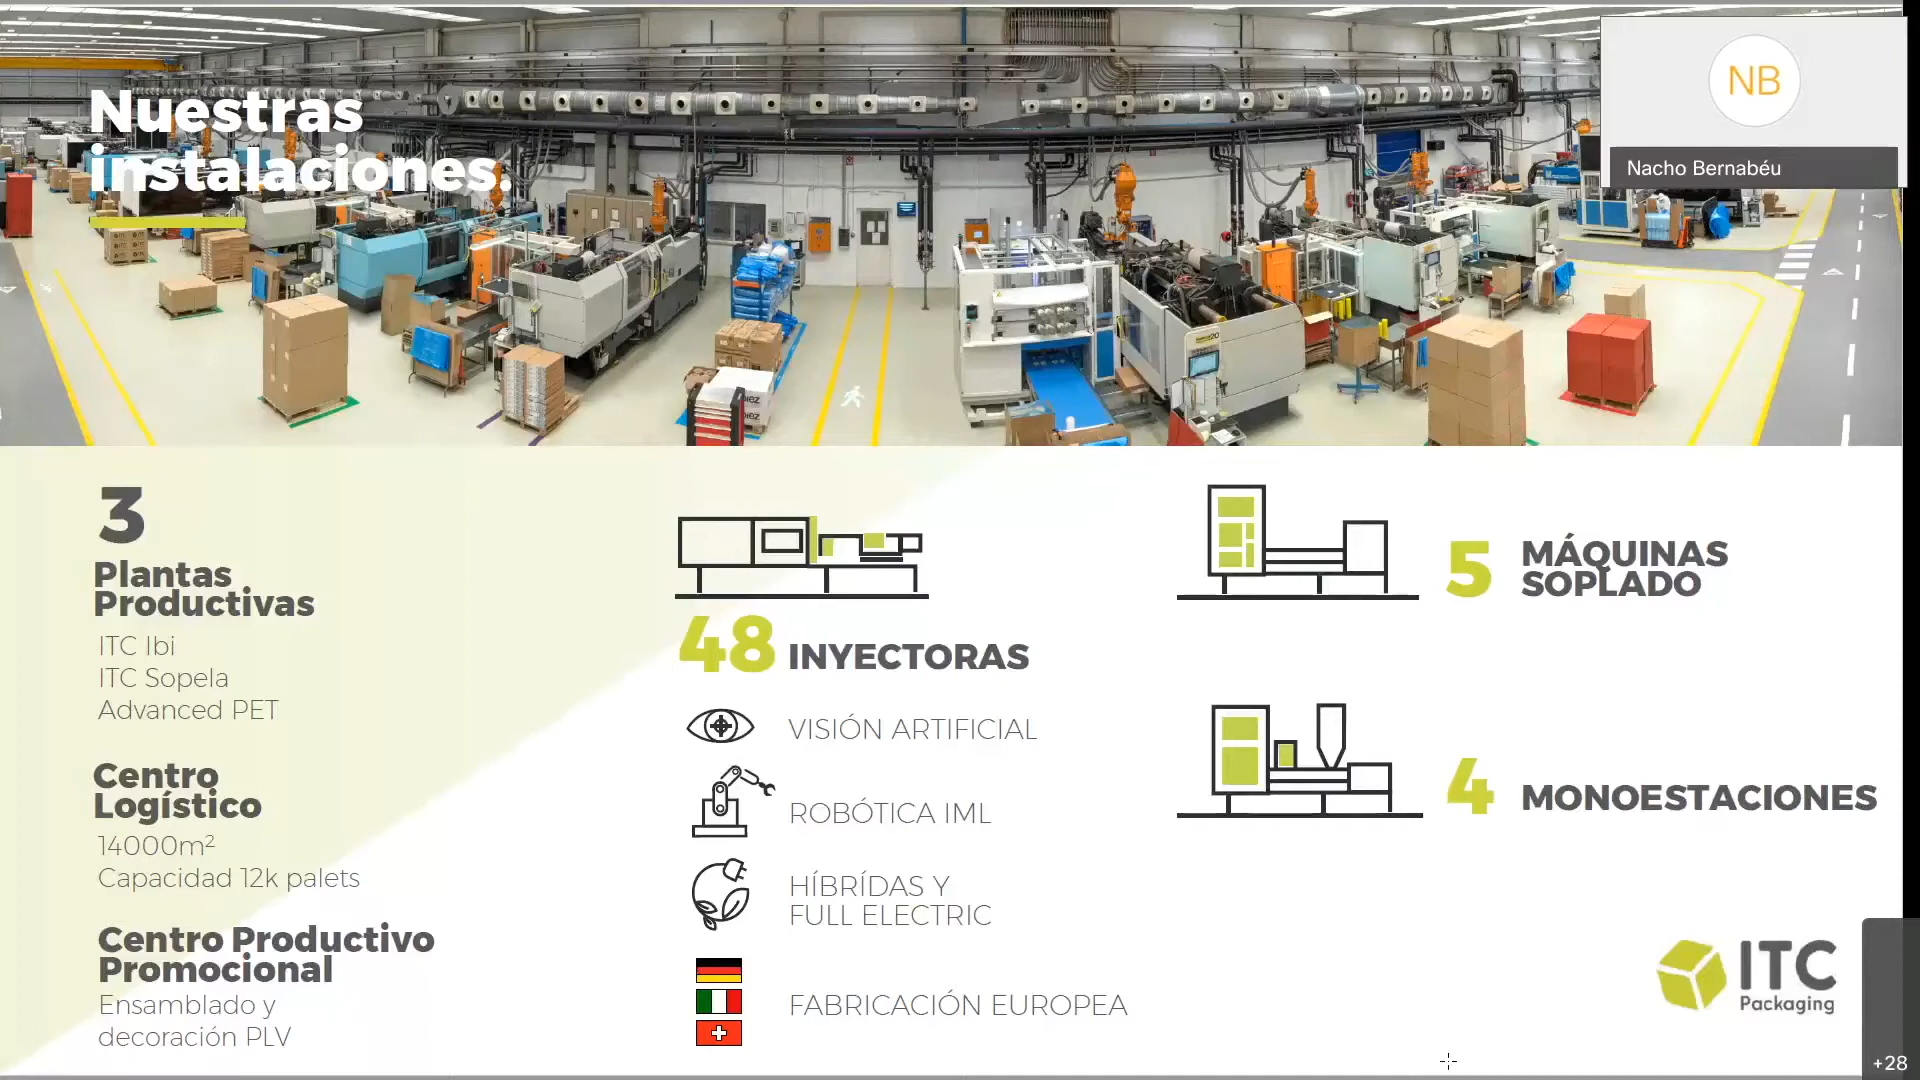 Nuestras
instalaciones.
NB
Nacho Bernabéu
3
Plantas
Productivas
ITC Ibi
ITC Sopela
Advanced PET
Centro
Logístico
14000m²
Capacidad 12k palets
Centro Productivo
Promocional
Ensamblado y
decoración PLV
48 INYECTORAS
VISIÓN ARTIFICIAL
ROBÓTICA IML
HÍBRÍDAS Y
FULL ELECTRIC
FABRICACIÓN EUROPEA
5 MÁQUINAS
SOPLADO
4 MONOESTACIONES
ITC
Packaging
+28